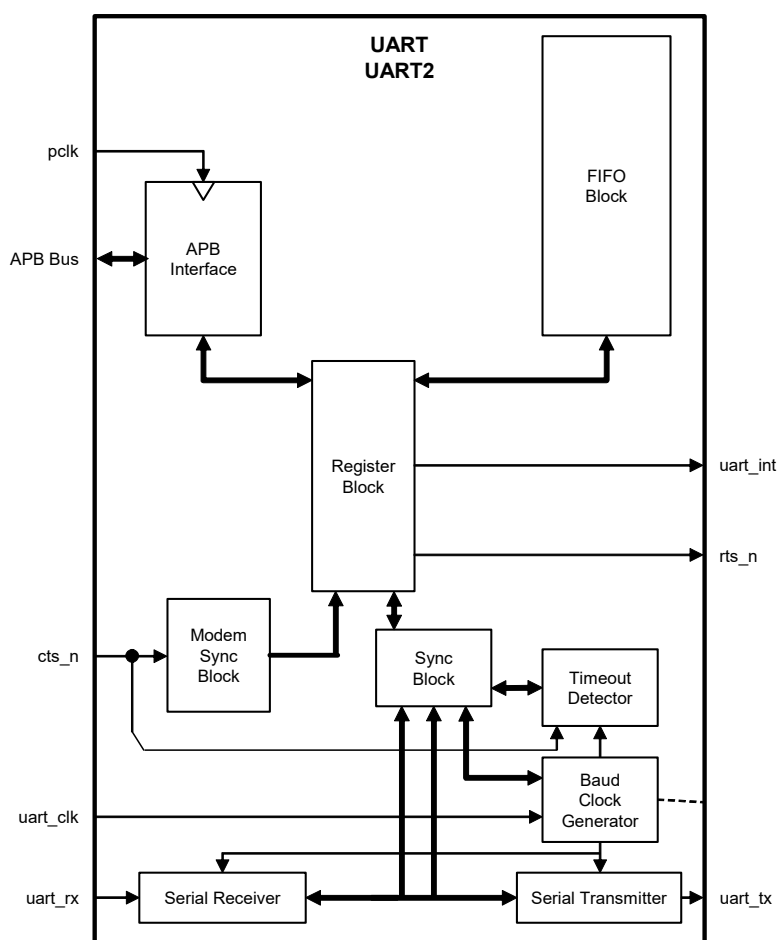 UART
UART2
pclk
FIFO
Block
APB Bus
APB
Interface
Register
Block
uart_int
rts_n
cts_n
Modem
Sync
Block
Sync
Block
Timeout
Detector
uart_clk
Baud
Clock
Generator
uart_rx
Serial Receiver
Serial Transmitter
uart_tx